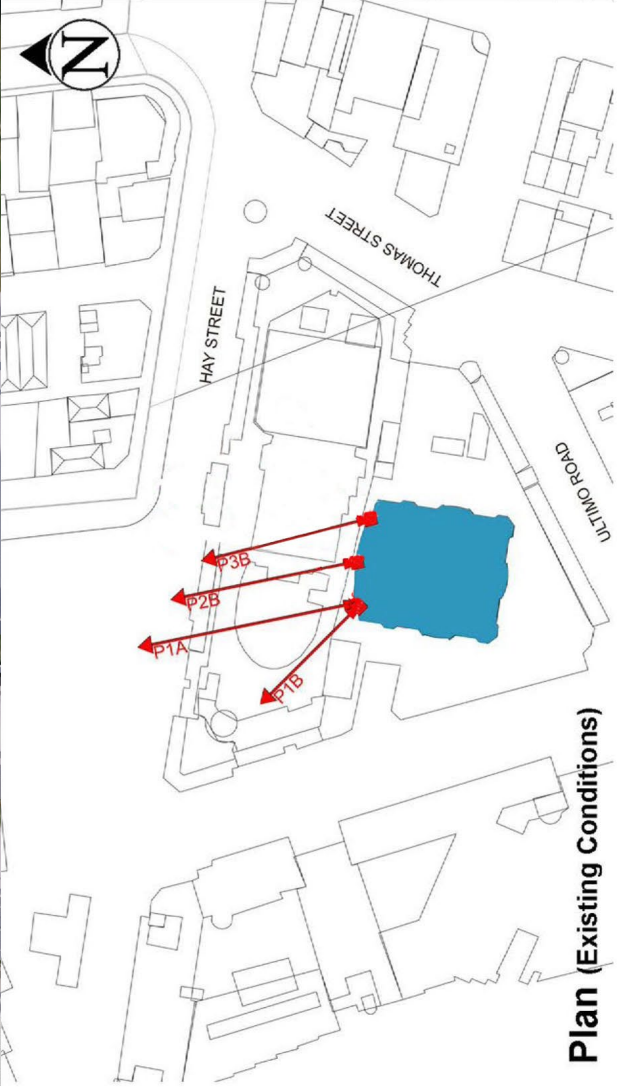 N
THOMAS STREET
HAY STREET
ULTIMO ROAD
P3B
P2B
P1A
P1B
Plan (Existing Conditions)